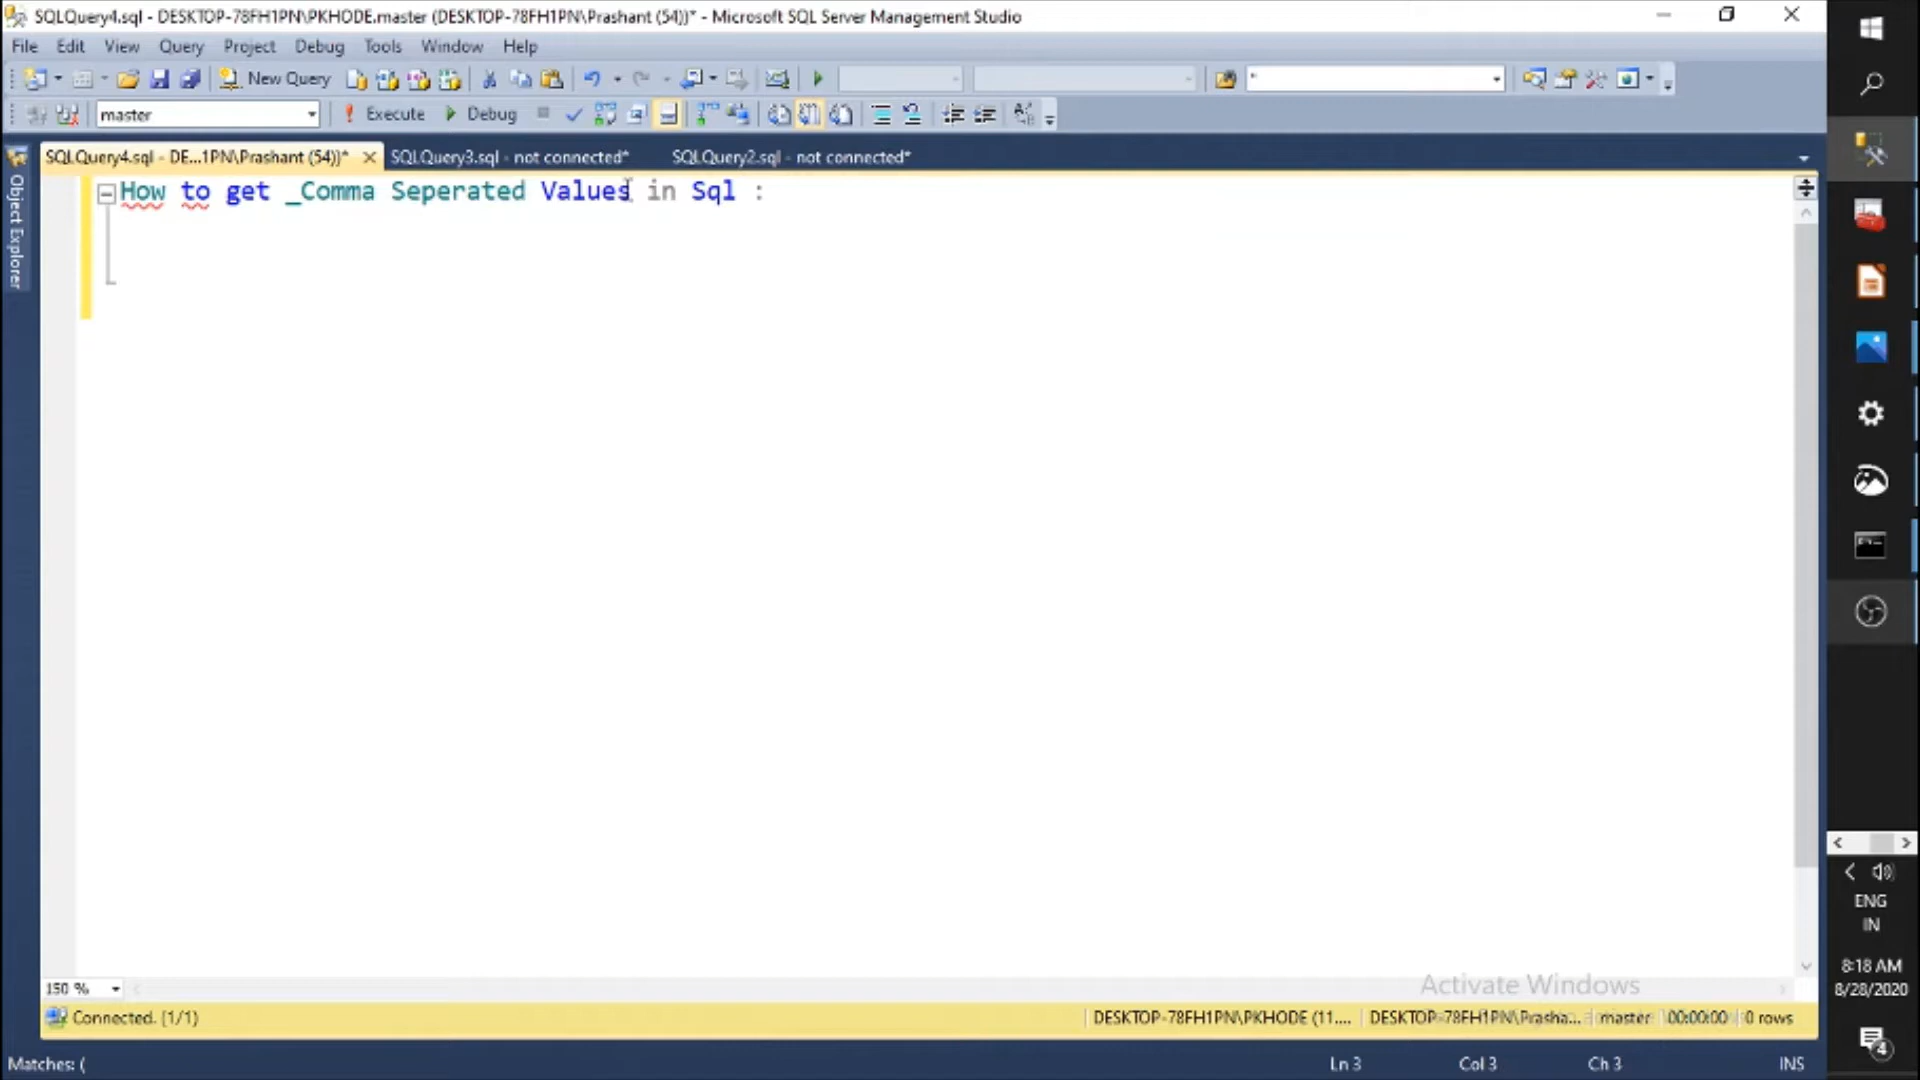 SQLQuery4.sql - DESKTOP-78FH1PN\PKHODE.master (DESKTOP-78FH1PN\Prashant (54))* - Microsoft SQL Server Management Studio
File Edit View Query Project Debug Tools Window Help
New Query
master Execute Debug
SQLQuery4.sql - DE...1PN\Prashant (54))* SQLQuery3.sql - not connected* SQLQuery2.sql - not connected*
Object Explorer
How to get _Comma Seperated Values in Sql :
ENG
IN
8:18 AM
8/28/2020
Activate Windows
150 %
Connected. (1/1) DESKTOP-78FH1PN\PKHODE (11.... DESKTOP-78FH1PN\Prasha... master 00:00:00 0 rows
4
Matches: ( Ln 3 Col 3 Ch 3 INS